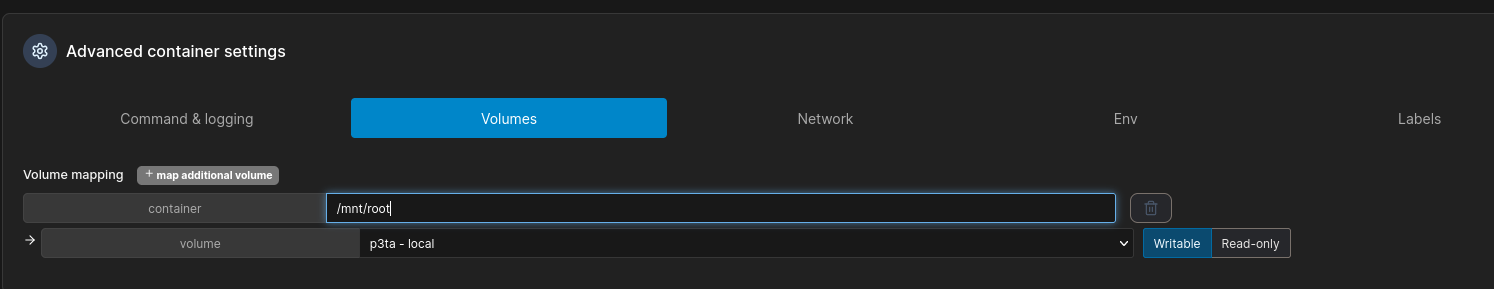 Advanced container settings
Command & logging Volumes Network Env Labels
Volume mapping + map additional volume
container /mnt/root
→ volume p3ta - local Writable Read-only